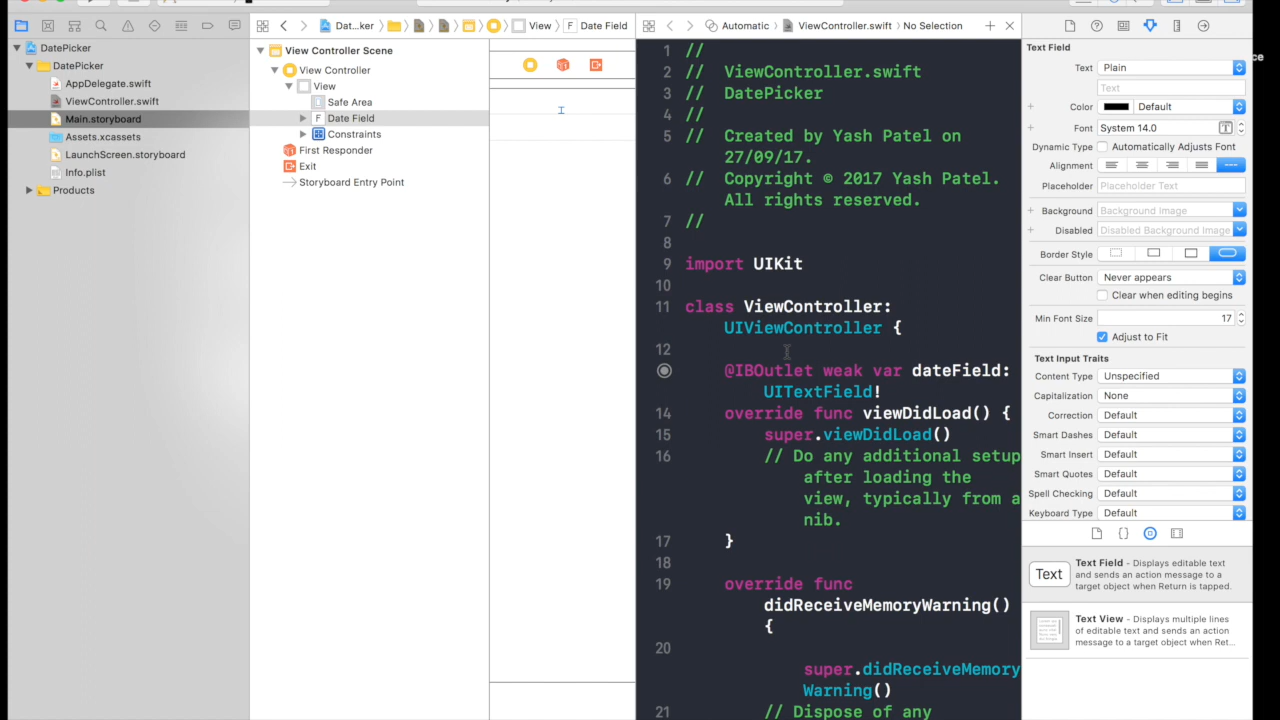 Dat...ker
View
F Date Field
Automatic
ViewController.swift
No Selection
ce
DatePicker
DatePicker
AppDelegate.swift
ViewController.swift
Main.storyboard
Assets.xcassets
LaunchScreen.storyboard
Info.plist
Products
View Controller Scene
View Controller
View
Safe Area
F Date Field
Constraints
First Responder
Exit
Storyboard Entry Point
1 //
2 // ViewController.swift
3 // DatePicker
4 //
5 // Created by Yash Patel on
27/09/17.
6 // Copyright © 2017 Yash Patel.
All rights reserved.
7 //
8
9 import UIKit
10
11 class ViewController:
UIViewController {
12
@IBOutlet weak var dateField:
UITextField!
14 override func viewDidLoad() {
15 super.viewDidLoad()
16 // Do any additional setup
after loading the
view, typically from a
nib.
17 }
18
19 override func
didReceiveMemoryWarning()
{
20
super.didReceiveMemory
Warning()
21 // Dispose of any
Text Field
Text Plain
Text
+ Color Default
+ Font System 14.0
Dynamic Type Automatically Adjusts Font
Alignment
Placeholder Placeholder Text
+ Background Background Image
+ Disabled Disabled Background Image
Border Style
Clear Button Never appears
Clear when editing begins
Min Font Size 17
Adjust to Fit
Text Input Traits
Content Type Unspecified
Capitalization None
Correction Default
Smart Dashes Default
Smart Insert Default
Smart Quotes Default
Spell Checking Default
Keyboard Type Default
Text
Text Field - Displays editable text
and sends an action message to a
target object when Return is tapped.
Text View - Displays multiple lines
of editable text and sends an action
message to a target object when Ret...